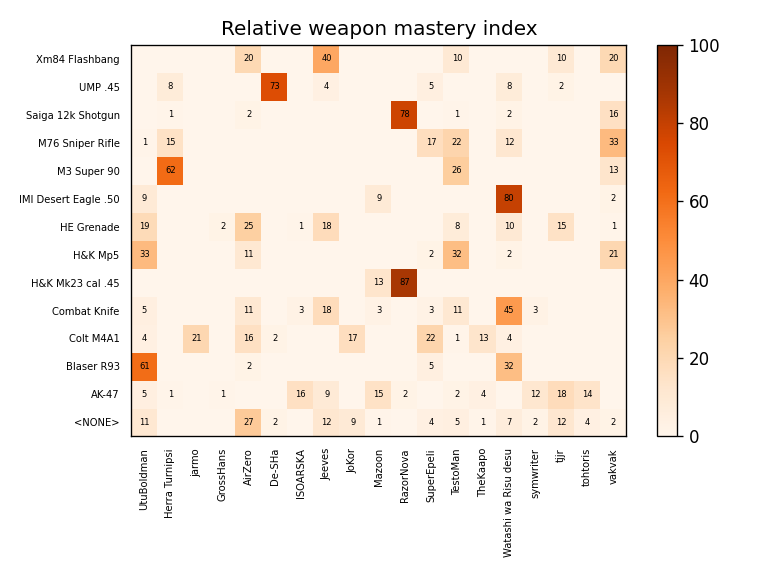 Relative weapon mastery index
Xm84 Flashbang 20 40 10 10 20
UMP .45 8 73 4 5 8 2
Saiga 12k Shotgun 1 2 78 1 2 16
M76 Sniper Rifle 1 15 17 22 12 33
M3 Super 90 62 26 13
IMI Desert Eagle .50 9 9 80 2
HE Grenade 19 2 25 1 18 8 10 15 1
H&K Mp5 33 11 2 32 2 21
H&K Mk23 cal .45 13 87
Combat Knife 5 11 3 18 3 3 11 45 3
Colt M4A1 4 21 16 2 17 22 1 13 4
Blaser R93 61 2 5 32
AK-47 5 1 1 16 9 15 2 2 4 12 18 14
<NONE> 11 27 2 12 9 1 4 5 1 7 2 12 4 2
UtuBoldman
Herra Turnipsi
jarmo
GrossHans
AirZero
De-SHa
ISOARSKA
Jeeves
JoKor
Mazoon
RazorNova
SuperEpeli
TestoMan
TheKaapo
Watashi wa Risu desu
symwriter
tjjr
tohtoris
vakvak
100
80
60
40
20
0